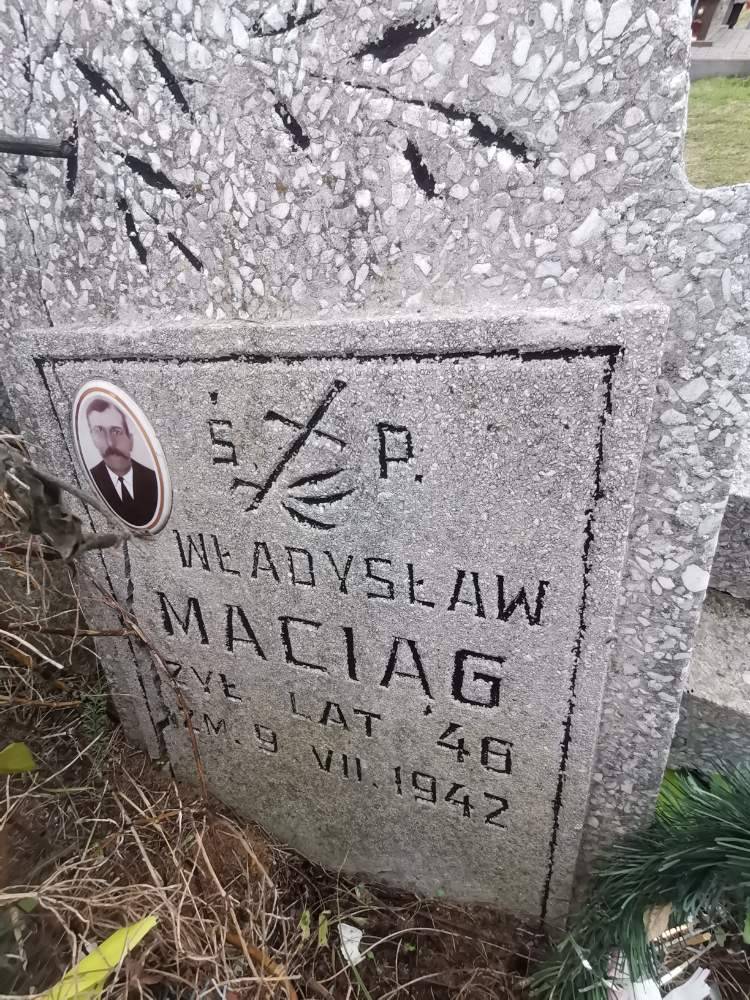 Ś. P.
WŁADYSŁAW
MACIĄG
ŻYŁ LAT 48
ZM. 9 VII. 1942